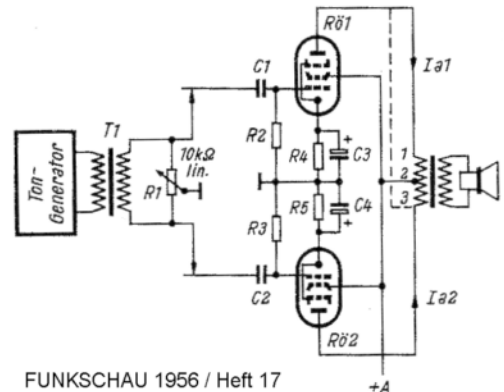 Ton-
Generator
T1
10kΩ
lin.
R1
C1
C2
R2
R3
R4
R5
C3
+
C4
+
Rö1
Rö2
Ia1
Ia2
1
2
3
+A
FUNKSCHAU 1956 / Heft 17